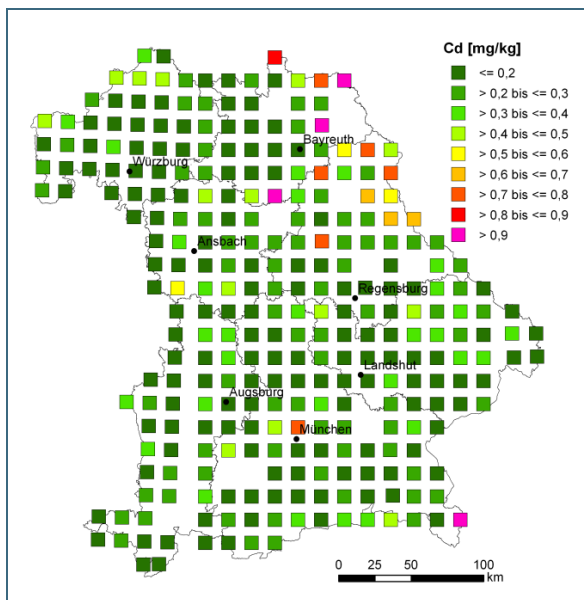 Cd [mg/kg]
<= 0,2
> 0,2 bis <= 0,3
> 0,3 bis <= 0,4
> 0,4 bis <= 0,5
> 0,5 bis <= 0,6
> 0,6 bis <= 0,7
> 0,7 bis <= 0,8
> 0,8 bis <= 0,9
> 0,9
Bayreuth
Würzburg
Ansbach
Regensburg
Landshut
Augsburg
München
0 25 50 100
km